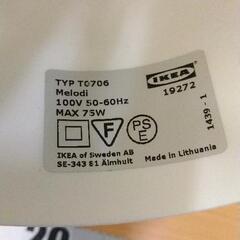 TYP T0706
Melodi
100V 50-60Hz
MAX 75W
IKEA
19272
F
PS
E
1439 - 1
IKEA of Sweden AB
SE-343 81 Älmhult
Made in Lithuania
20